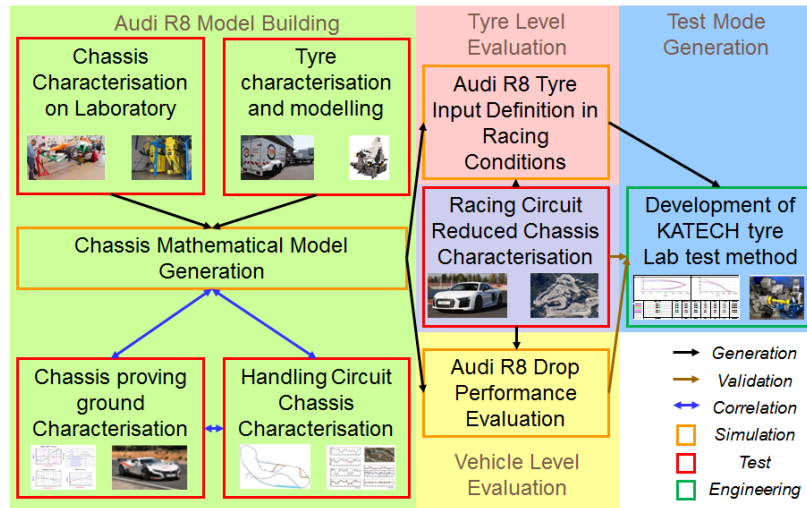 Audi R8 Model Building
Tyre Level
Evaluation
Test Mode
Generation
Chassis
Characterisation
on Laboratory
Tyre
characterisation
and modelling
Audi R8 Tyre
Input Definition in
Racing
Conditions
Chassis Mathematical Model
Generation
Racing Circuit
Reduced Chassis
Characterisation
Development of
KATECH tyre
Lab test method
Chassis proving
ground
Characterisation
Handling Circuit
Chassis
Characterisation
Audi R8 Drop
Performance
Evaluation
Vehicle Level
Evaluation
Generation
Validation
Correlation
Simulation
Test
Engineering